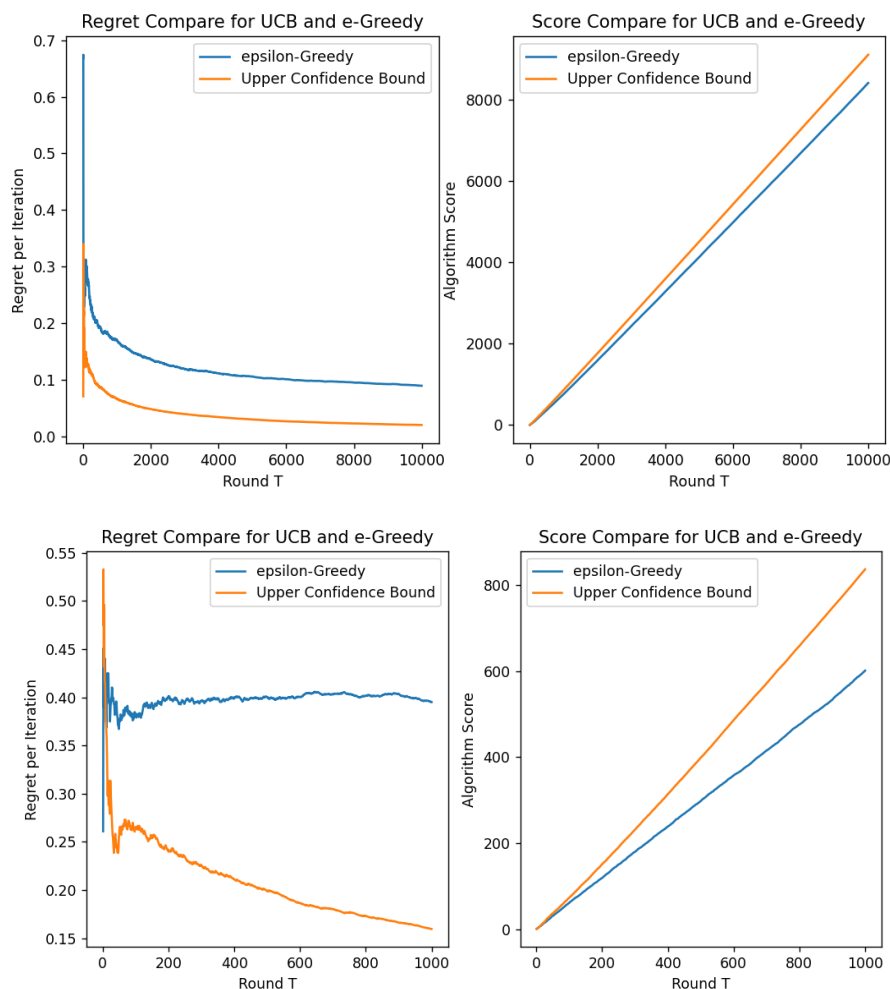 Regret Compare for UCB and e-Greedy
Score Compare for UCB and e-Greedy
0.7
0.6
0.5
0.4
0.3
0.2
0.1
0.0
Regret per Iteration
epsilon-Greedy
Upper Confidence Bound
0
2000
4000
6000
8000
10000
Round T
8000
6000
4000
2000
0
Algorithm Score
epsilon-Greedy
Upper Confidence Bound
0
2000
4000
6000
8000
10000
Round T
Regret Compare for UCB and e-Greedy
Score Compare for UCB and e-Greedy
0.55
0.50
0.45
0.40
0.35
0.30
0.25
0.20
0.15
Regret per Iteration
epsilon-Greedy
Upper Confidence Bound
0
200
400
600
800
1000
Round T
800
600
400
200
0
Algorithm Score
epsilon-Greedy
Upper Confidence Bound
0
200
400
600
800
1000
Round T